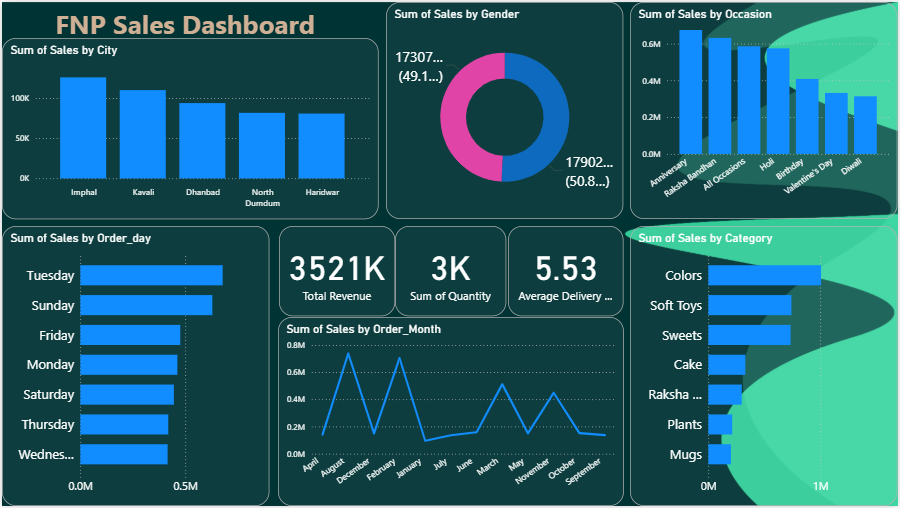 FNP Sales Dashboard
Sum of Sales by City
100K
50K
0K
Imphal
Kavali
Dhanbad
North
Dumdum
Haridwar
Sum of Sales by Gender
17307...
(49.1...)
17902...
(50.8...)
Sum of Sales by Occasion
0.6M
0.4M
0.2M
0.0M
Anniversary
Raksha Bandhan
All Occasions
Holi
Birthday
Valentine's Day
Diwali
Sum of Sales by Order_day
Tuesday
Sunday
Friday
Monday
Saturday
Thursday
Wednes...
0.0M
0.5M
3521K
Total Revenue
3K
Sum of Quantity
5.53
Average Delivery ...
Sum of Sales by Order_Month
0.8M
0.6M
0.4M
0.2M
0.0M
April
August
December
February
January
July
June
March
May
November
October
September
Sum of Sales by Category
Colors
Soft Toys
Sweets
Cake
Raksha ...
Plants
Mugs
0M
1M